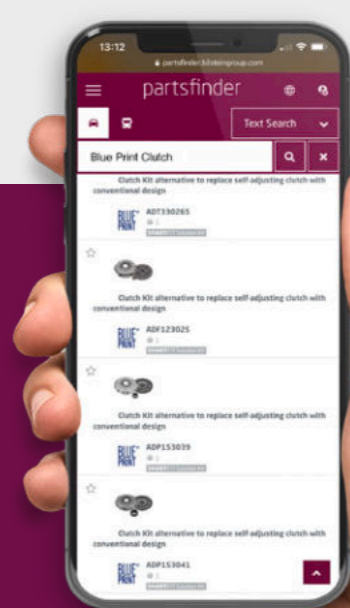 13:12
partsfinder.bilsteingroup.com
partsfinder
Text Search
Blue Print Clutch
Clutch Kit alternative to replace self-adjusting clutch with
conventional design
BLUE PRINT
ADT330265
Clutch Kit alternative to replace self-adjusting clutch with
conventional design
BLUE PRINT
ADF123025
Clutch Kit alternative to replace self-adjusting clutch with
conventional design
BLUE PRINT
ADP153039
Clutch Kit alternative to replace self-adjusting clutch with
conventional design
BLUE PRINT
ADP153041